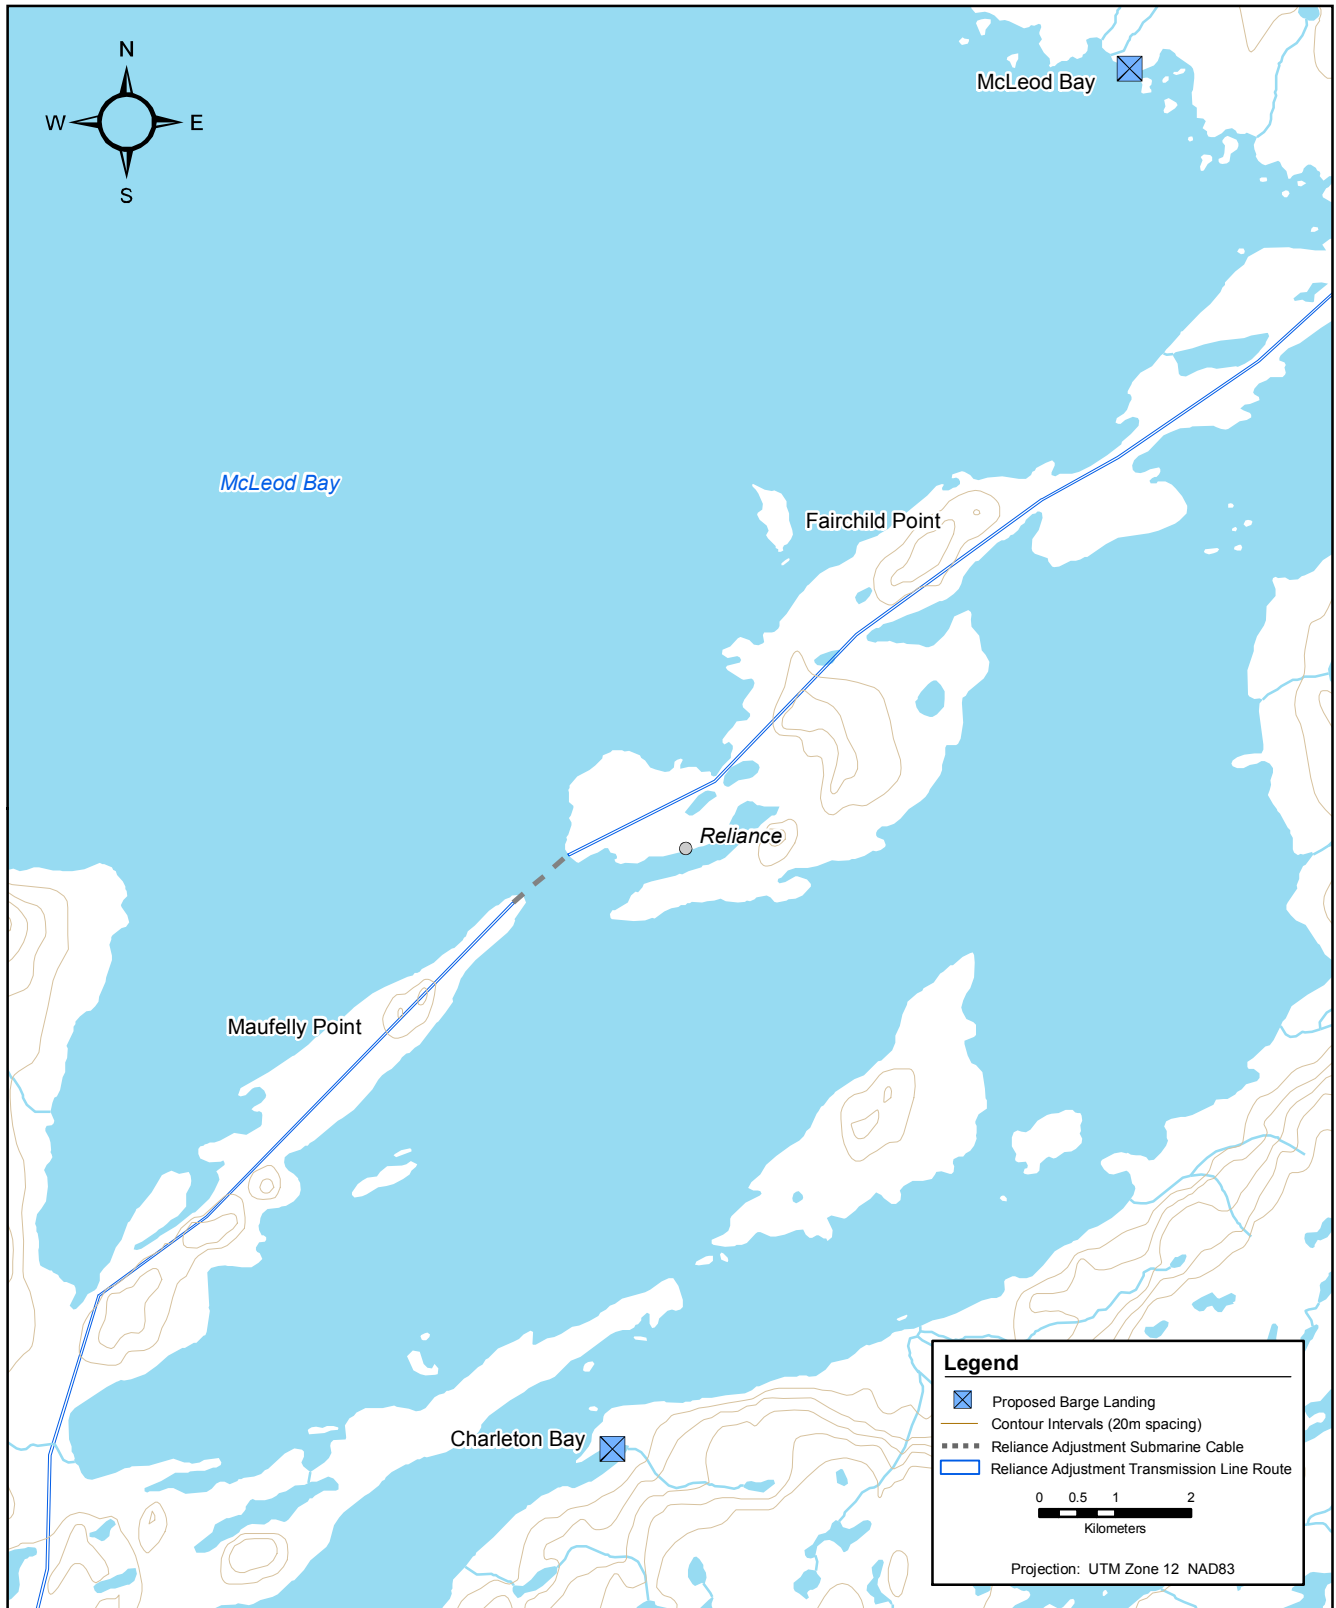 N
W E
S
McLeod Bay
McLeod Bay
Fairchild Point
Reliance
Maufelly Point
Charleton Bay
Legend
Proposed Barge Landing
Contour Intervals (20m spacing)
Reliance Adjustment Submarine Cable
Reliance Adjustment Transmission Line Route
0 0.5 1 2
Kilometers
Projection: UTM Zone 12 NAD83